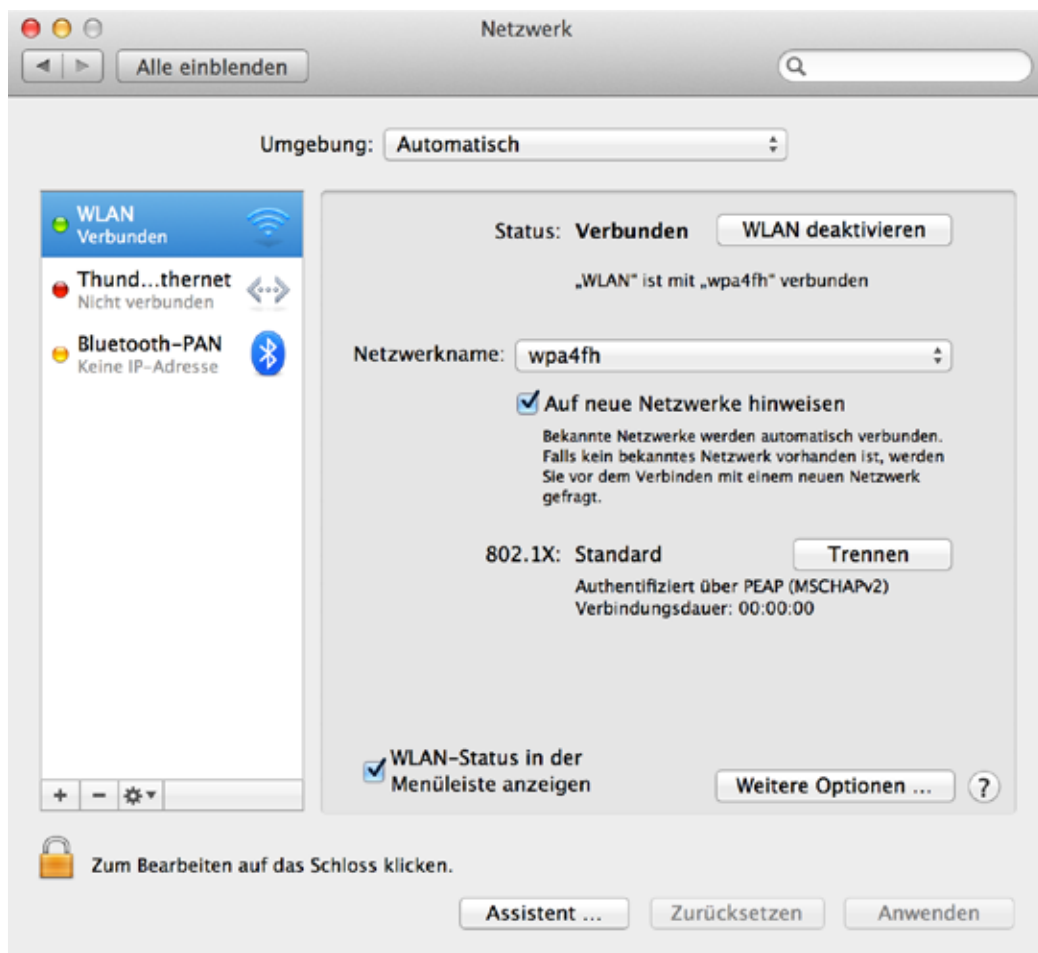 Netzwerk
Alle einblenden
Umgebung: Automatisch
WLAN
Verbunden
Thund...thernet
Nicht verbunden
Bluetooth-PAN
Keine IP-Adresse
Status: Verbunden WLAN deaktivieren
„WLAN“ ist mit „wpa4fh“ verbunden
Netzwerkname: wpa4fh
Auf neue Netzwerke hinweisen
Bekannte Netzwerke werden automatisch verbunden.
Falls kein bekanntes Netzwerk vorhanden ist, werden
Sie vor dem Verbinden mit einem neuen Netzwerk
gefragt.
802.1X: Standard Trennen
Authentifiziert über PEAP (MSCHAPv2)
Verbindungsdauer: 00:00:00
WLAN-Status in der
Menüleiste anzeigen
Weitere Optionen ... ?
Zum Bearbeiten auf das Schloss klicken.
Assistent ... Zurücksetzen Anwenden